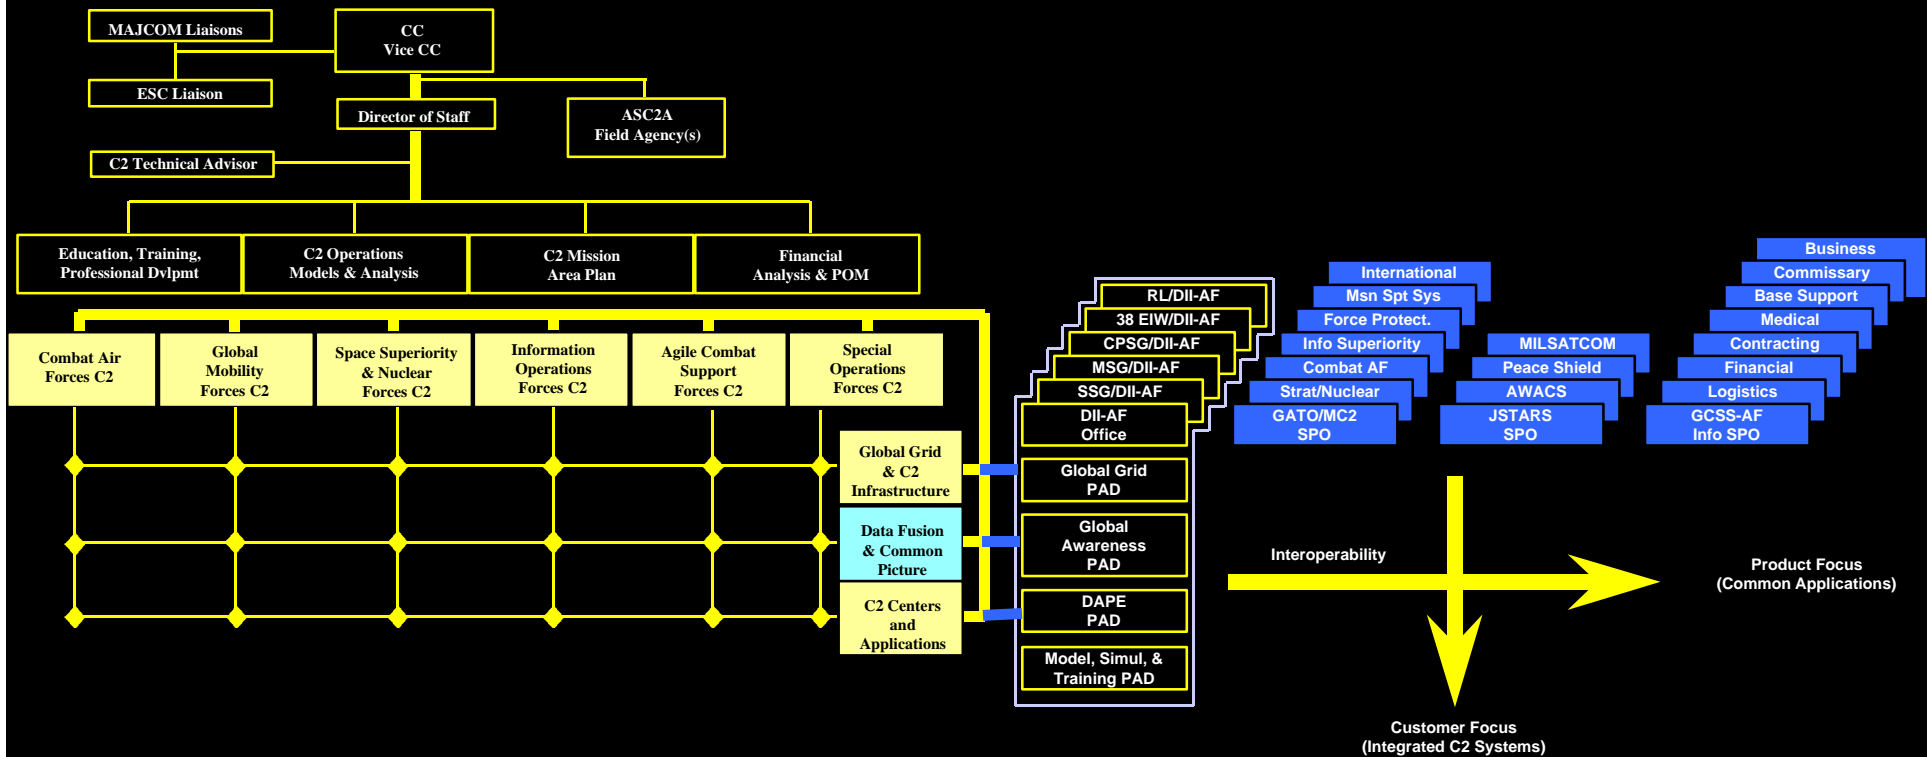 MAJCOM Liaisons
CC
Vice CC
ESC Liaison
Director of Staff
ASC2A
Field Agency(s)
C2 Technical Advisor
Education, Training,
Professional Dvlpmt
C2 Operations
Models & Analysis
C2 Mission
Area Plan
Financial
Analysis & POM
Combat Air
Forces C2
Global
Mobility
Forces C2
Space Superiority
& Nuclear
Forces C2
Information
Operations
Forces C2
Agile Combat
Support
Forces C2
Special
Operations
Forces C2
Global Grid
& C2
Infrastructure
Data Fusion
& Common
Picture
C2 Centers
and
Applications
RL/DII-AF
38 EIW/DII-AF
CPSG/DII-AF
MSG/DII-AF
SSG/DII-AF
DII-AF
Office
Global Grid
PAD
Global
Awareness
PAD
DAPE
PAD
Model, Simul, &
Training PAD
International
Msn Spt Sys
Force Protect.
Info Superiority
Combat AF
Strat/Nuclear
GATO/MC2
SPO
MILSATCOM
Peace Shield
AWACS
JSTARS
SPO
Business
Commissary
Base Support
Medical
Contracting
Financial
Logistics
GCSS-AF
Info SPO
Interoperability
Product Focus
(Common Applications)
Customer Focus
(Integrated C2 Systems)